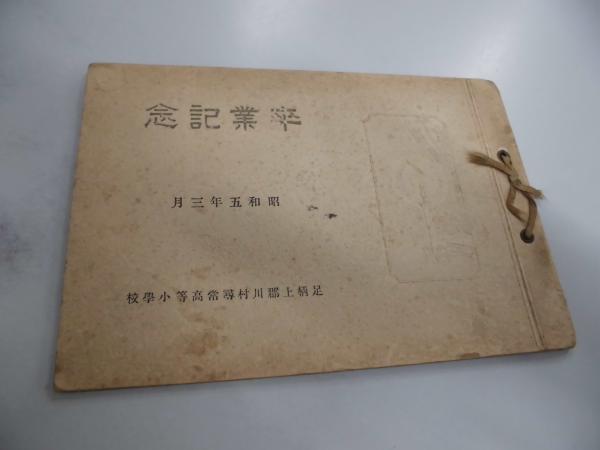 卒業記念
昭和五年三月
足柄上郡川村尋常高等小學校